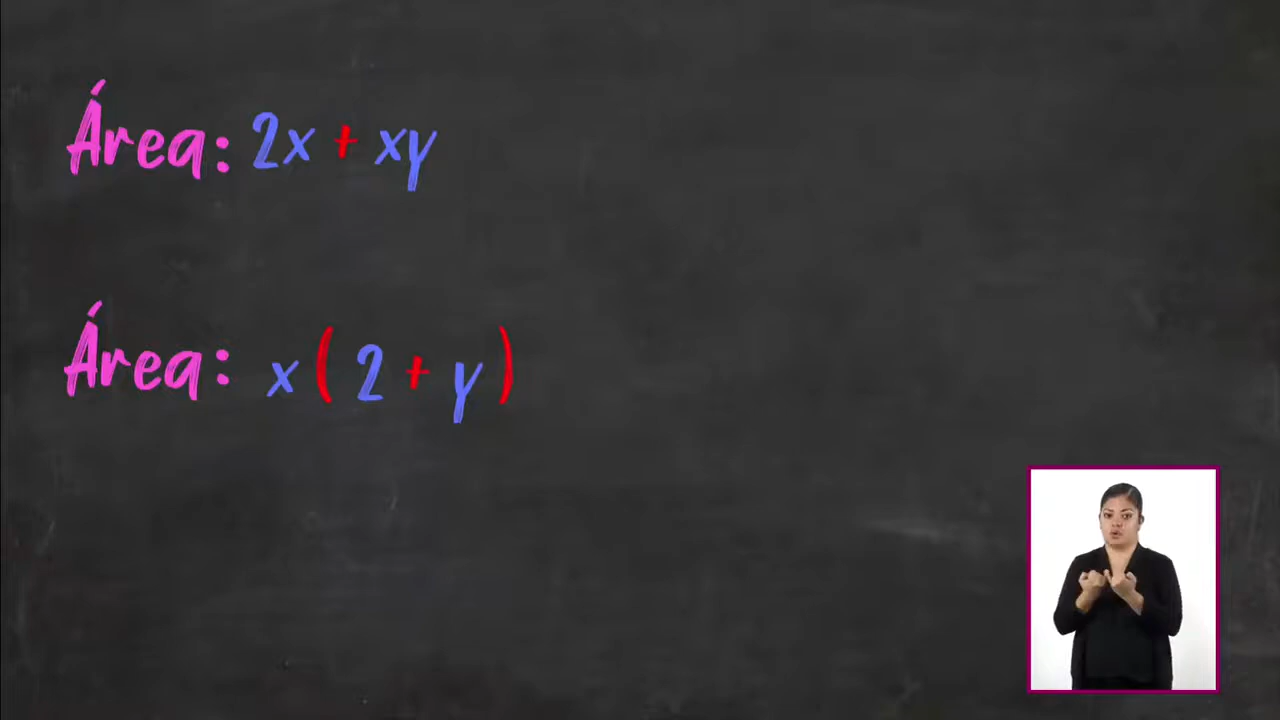 Área: 2x + xy
Área: x ( 2 + y )